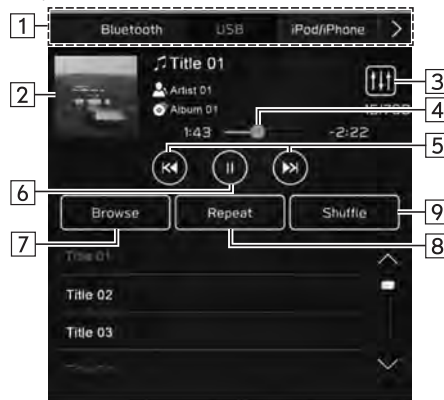 1 Bluetooth USB iPod/iPhone
2 Title 01 3
Artist 01 4
Album 01
1:43 -2:22 5
6
Browse Repeat Shuffle 9
7 8
Title 01
Title 02
Title 03